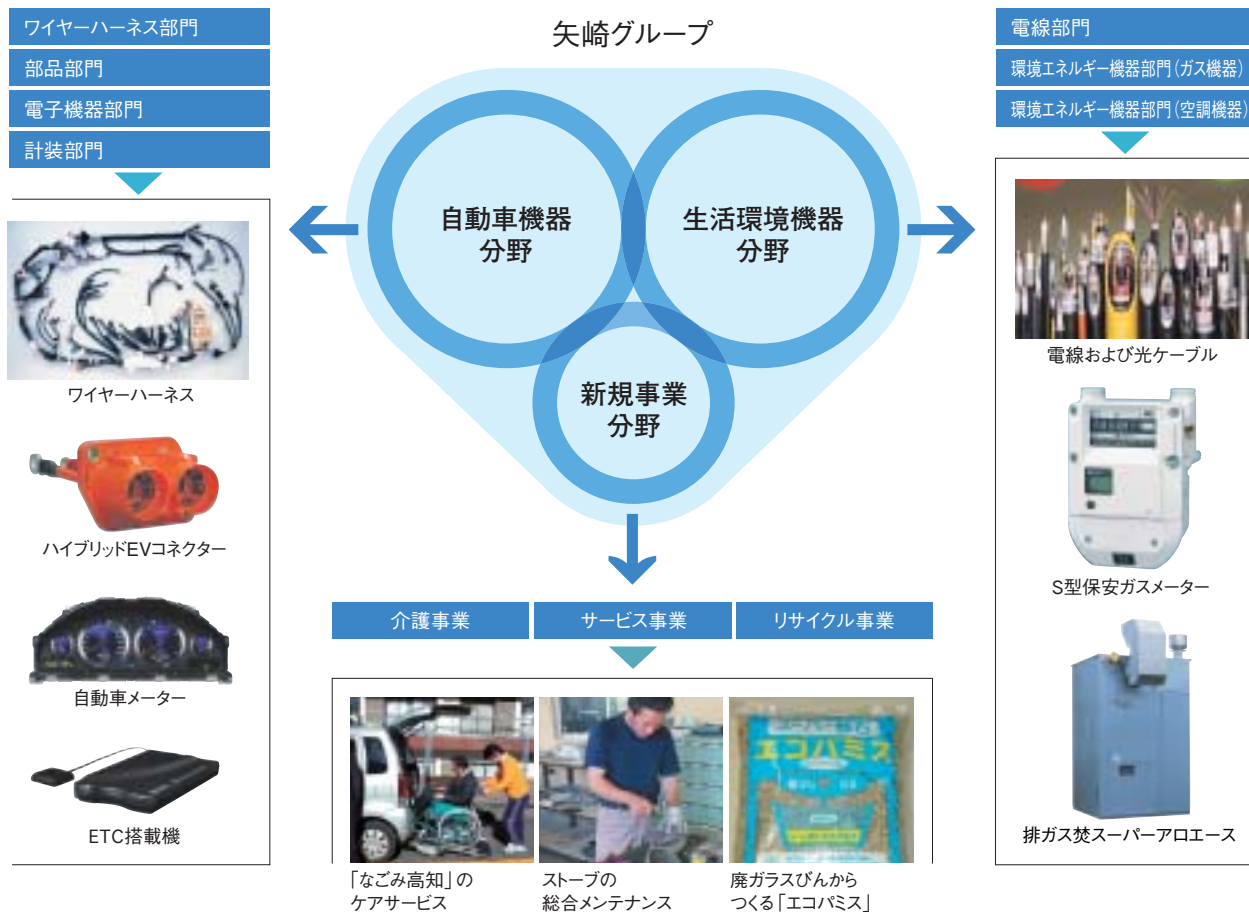 矢崎グループ
ワイヤーハーネス部門
部品部門
電子機器部門
計装部門
ワイヤーハーネス
ハイブリッドEVコネクター
自動車メーター
ETC搭載機
自動車機器
分野
生活環境機器
分野
新規事業
分野
介護事業
サービス事業
リサイクル事業
エコパミス
「なごみ高知」の
ケアサービス
ストーブの
総合メンテナンス
廃ガラスびんから
つくる「エコパミス」
電線部門
環境エネルギー機器部門(ガス機器)
環境エネルギー機器部門(空調機器)
電線および光ケーブル
S型保安ガスメーター
排ガス焚スーパーアロエース